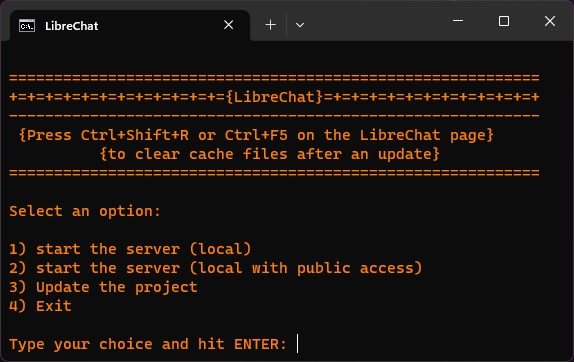 LibreChat
===========================================================
+=+=+=+=+=+=+=+=+=+=+=+={LibreChat}=+=+=+=+=+=+=+=+=+=+=+=+
-----------------------------------------------------------
{Press Ctrl+Shift+R or Ctrl+F5 on the LibreChat page}
{to clear cache files after an update}
===========================================================
Select an option:
1) start the server (local)
2) start the server (local with public access)
3) Update the project
4) Exit
Type your choice and hit ENTER: